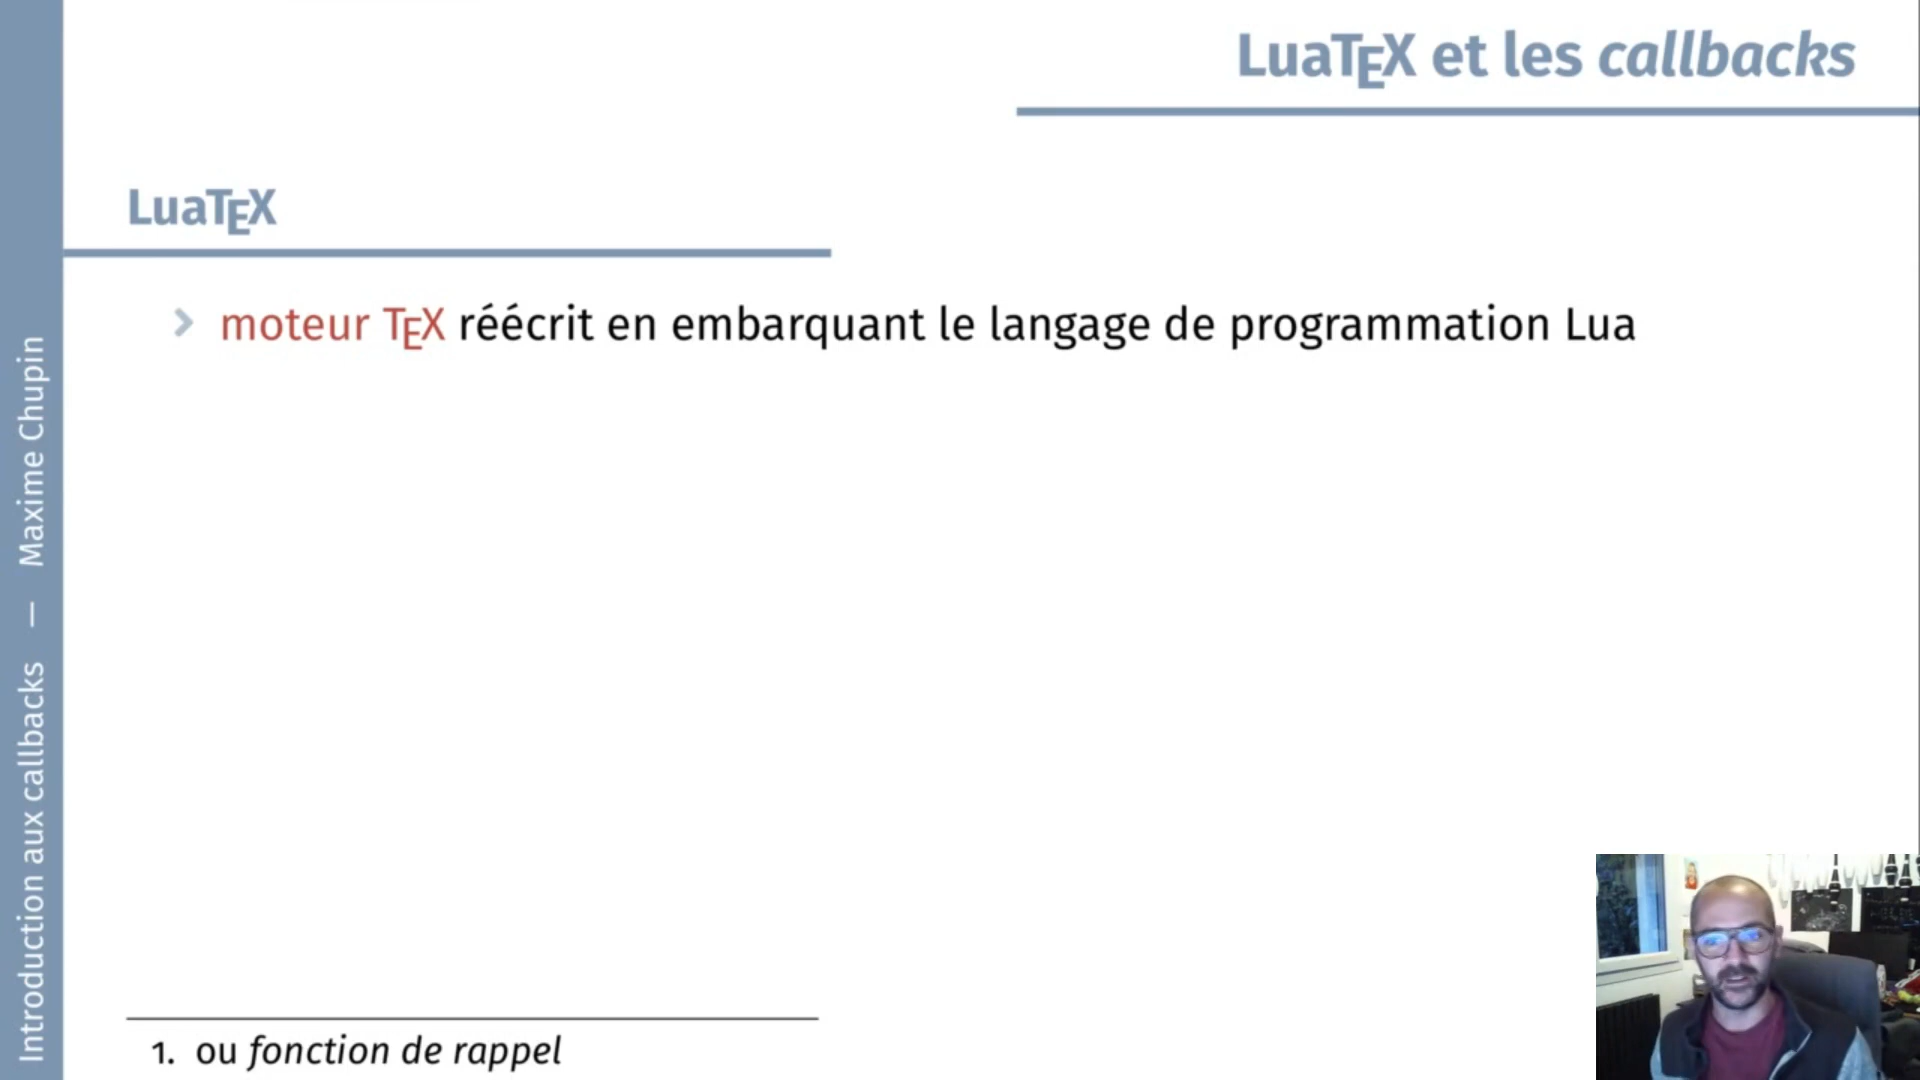 LuaTEX et les callbacks
LuaTEX
moteur TEX réécrit en embarquant le langage de programmation Lua
1. ou fonction de rappel
Introduction aux callbacks — Maxime Chupin